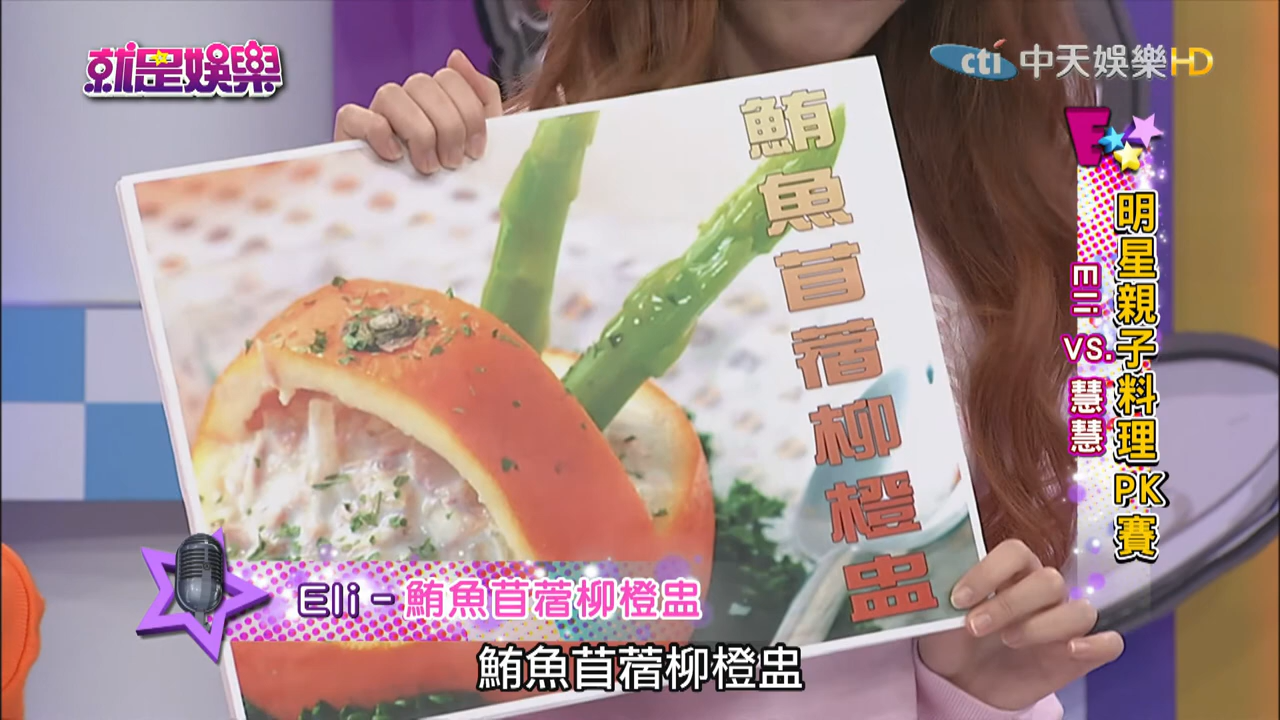 就是娛樂
cti 中天娛樂HD
明星親子料理PK賽
Eli vs. 慧慧
鮪魚苜蓿柳橙盅
Eli-鮪魚苜蓿柳橙盅
鮪魚苜蓿柳橙盅